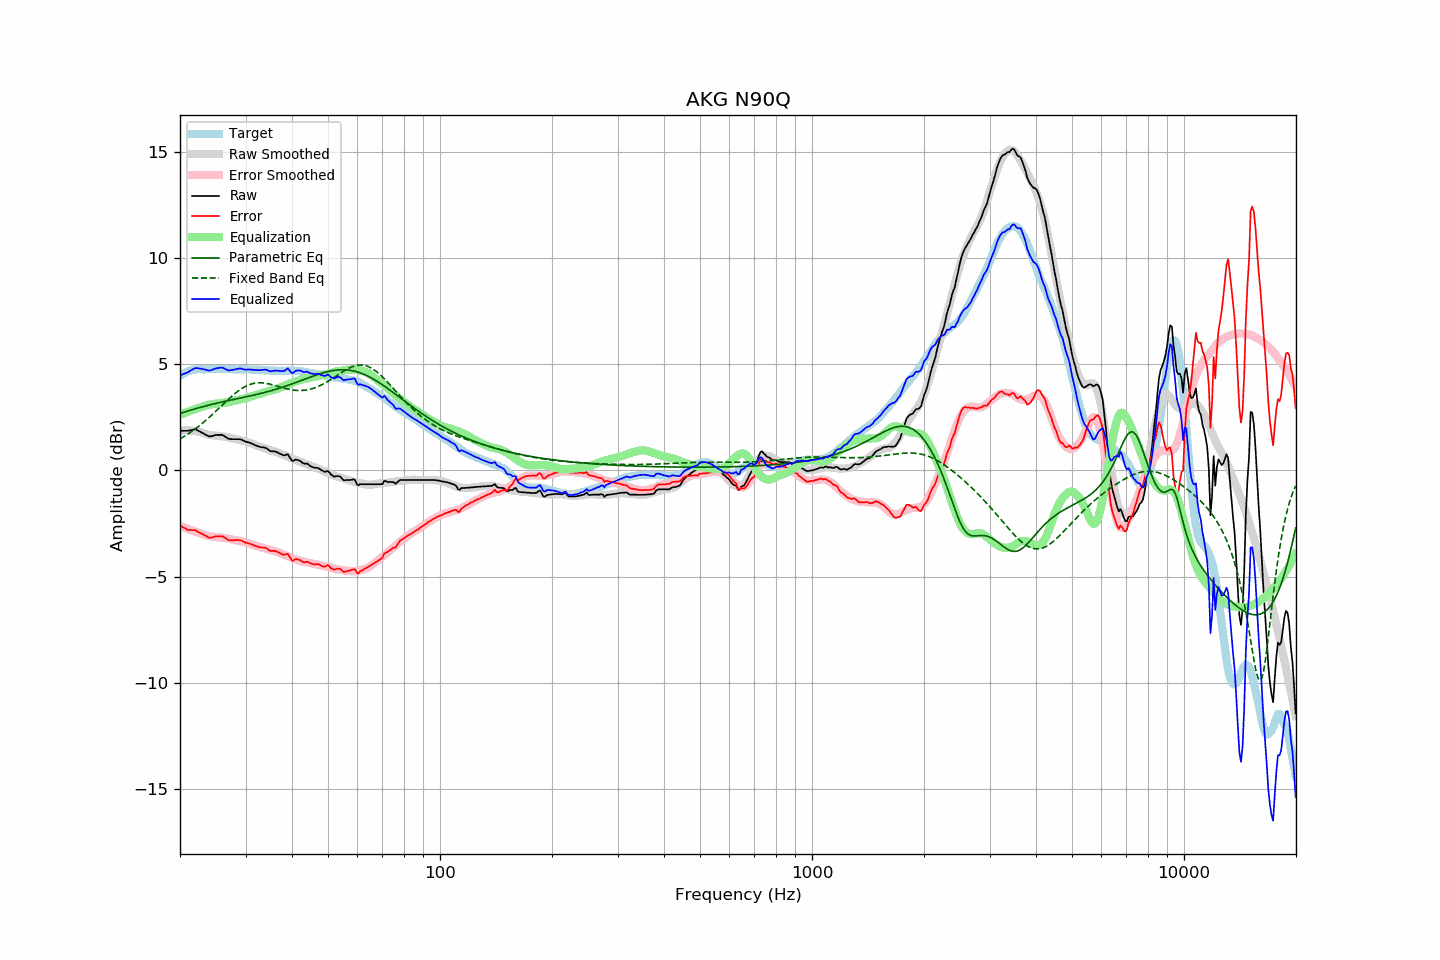 AKG N90Q
Target
Raw Smoothed
Error Smoothed
Raw
Error
Equalization
Parametric Eq
Fixed Band Eq
Equalized
15
10
5
0
−5
−10
−15
Amplitude (dBr)
100
1000
10000
Frequency (Hz)